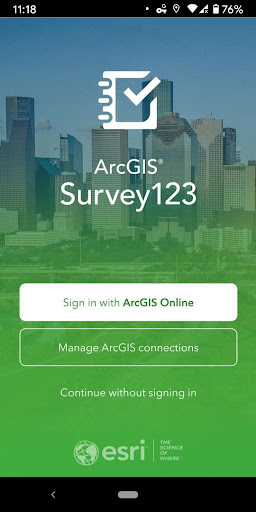 11:18
76%
ArcGIS®
Survey123
Sign in with ArcGIS Online
Manage ArcGIS connections
Continue without signing in
esri
THE
SCIENCE
OF
WHERE